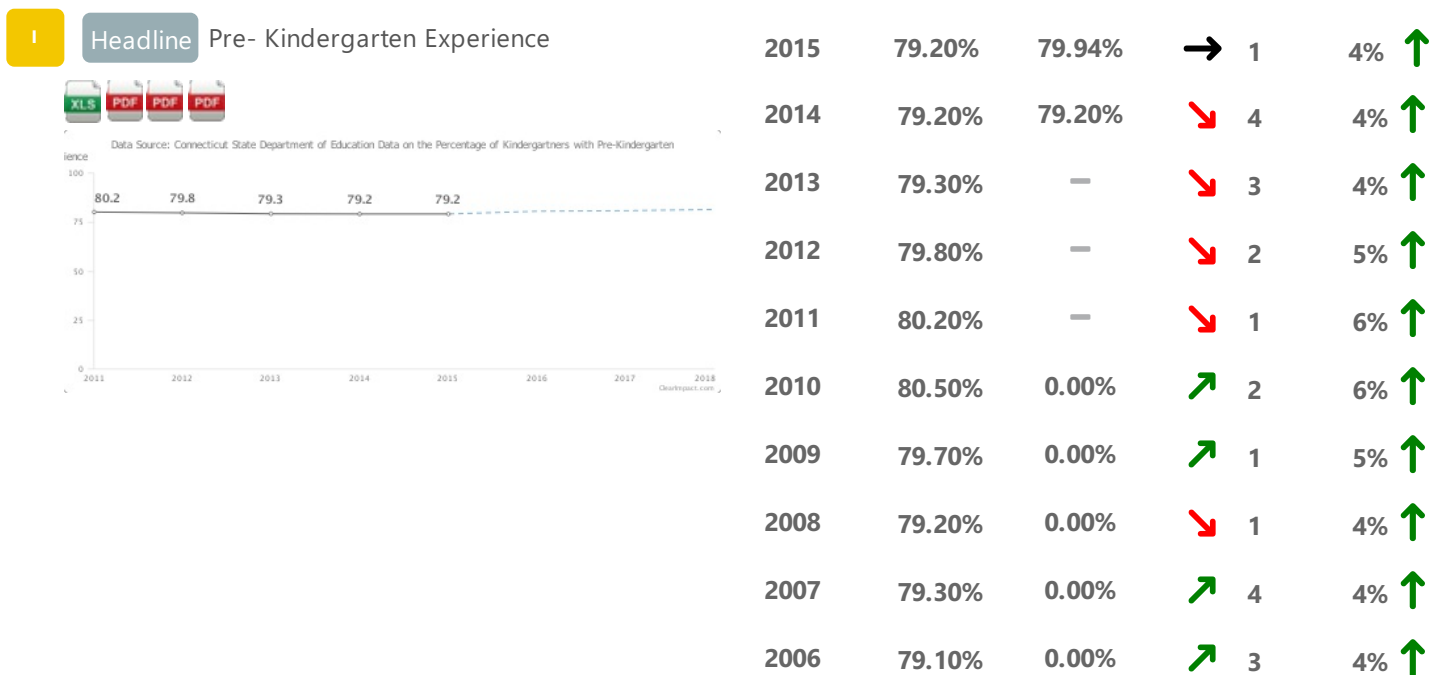 I Headline Pre- Kindergarten Experience
XLS PDF PDF PDF
Data Source: Connecticut State Department of Education Data on the Percentage of Kindergartners with Pre-Kindergarten
ience
100
75
50
25
0
80.2 79.8 79.3 79.2 79.2
2011 2012 2013 2014 2015 2016 2017 2018
ClearImpact.com
2015 79.20% 79.94% → 1 4% ↑
2014 79.20% 79.20% ↘ 4 4% ↑
2013 79.30% – ↘ 3 4% ↑
2012 79.80% – ↘ 2 5% ↑
2011 80.20% – ↘ 1 6% ↑
2010 80.50% 0.00% ↗ 2 6% ↑
2009 79.70% 0.00% ↗ 1 5% ↑
2008 79.20% 0.00% ↘ 1 4% ↑
2007 79.30% 0.00% ↗ 4 4% ↑
2006 79.10% 0.00% ↗ 3 4% ↑